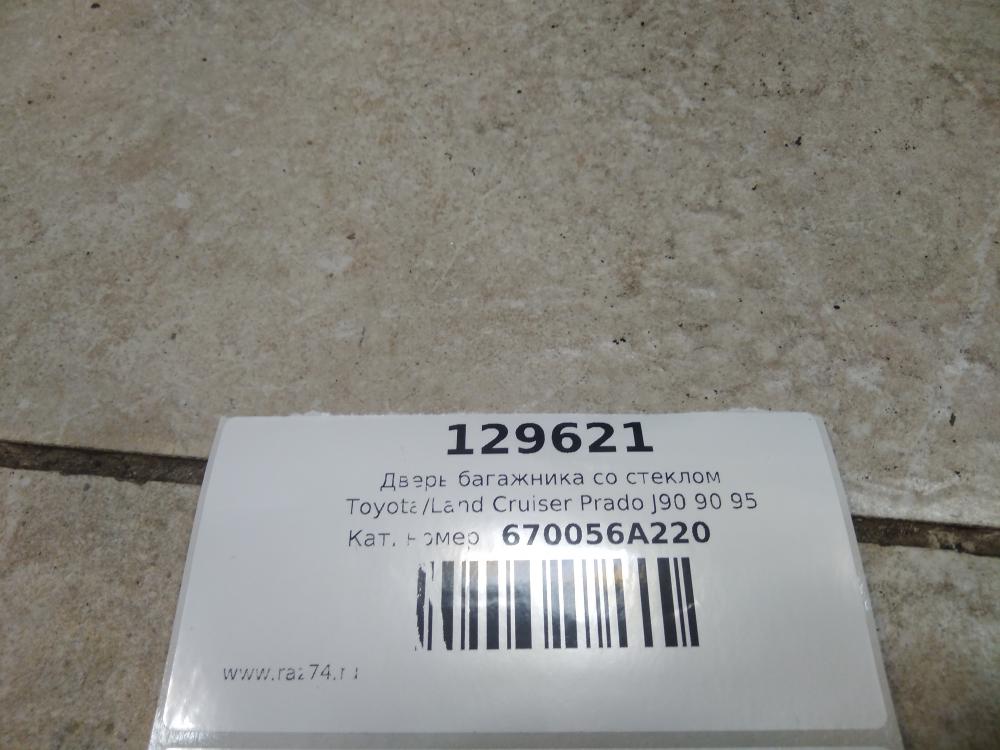 129621
Дверь багажника со стеклом
Toyota/Land Cruiser Prado J90 90 95
Кат. номер 670056A220
www.raz74.ru